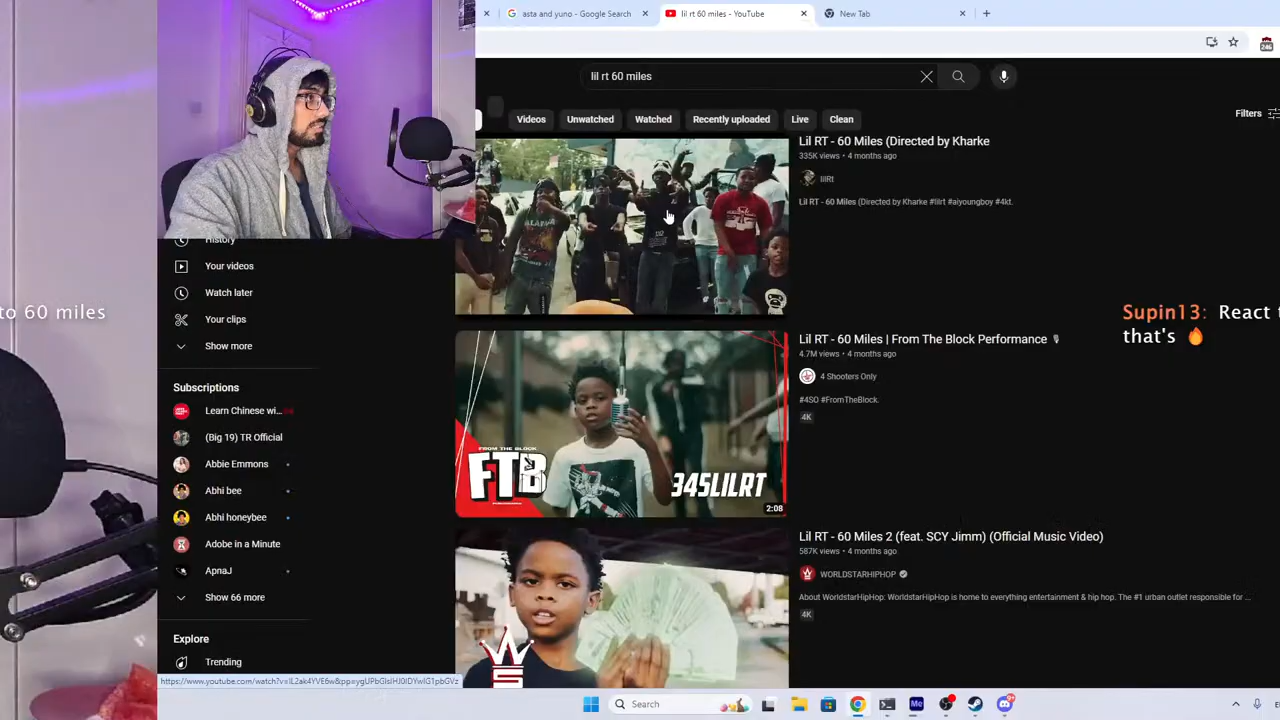 asta and yuno - Google Search
lil rt 60 miles - YouTube
New Tab
lil rt 60 miles
246
Videos
Unwatched
Watched
Recently uploaded
Live
Clean
Filters
Lil RT - 60 Miles (Directed by Kharke
335K views • 4 months ago
lilRt
Lil RT - 60 Miles (Directed by Kharke #lilrt #aiyoungboy #4kt.
History
Your videos
Watch later
Your clips
Show more
Subscriptions
Learn Chinese wi...
(Big 19) TR Official
Abbie Emmons
Abhi bee
Abhi honeybee
Adobe in a Minute
ApnaJ
Show 66 more
Explore
Trending
to 60 miles
Supin13: React t
that's 🔥
Lil RT - 60 Miles | From The Block Performance 🎙
4.7M views • 4 months ago
4 Shooters Only
#4SO #FromTheBlock.
4K
FROM THE BLOCK
FTB
345LILRT
2:08
Lil RT - 60 Miles 2 (feat. SCY Jimm) (Official Music Video)
587K views • 4 months ago
WORLDSTARHIPHOP
About WorldstarHipHop: WorldstarHipHop is home to everything entertainment & hip hop. The #1 urban outlet responsible for ...
4K
Search